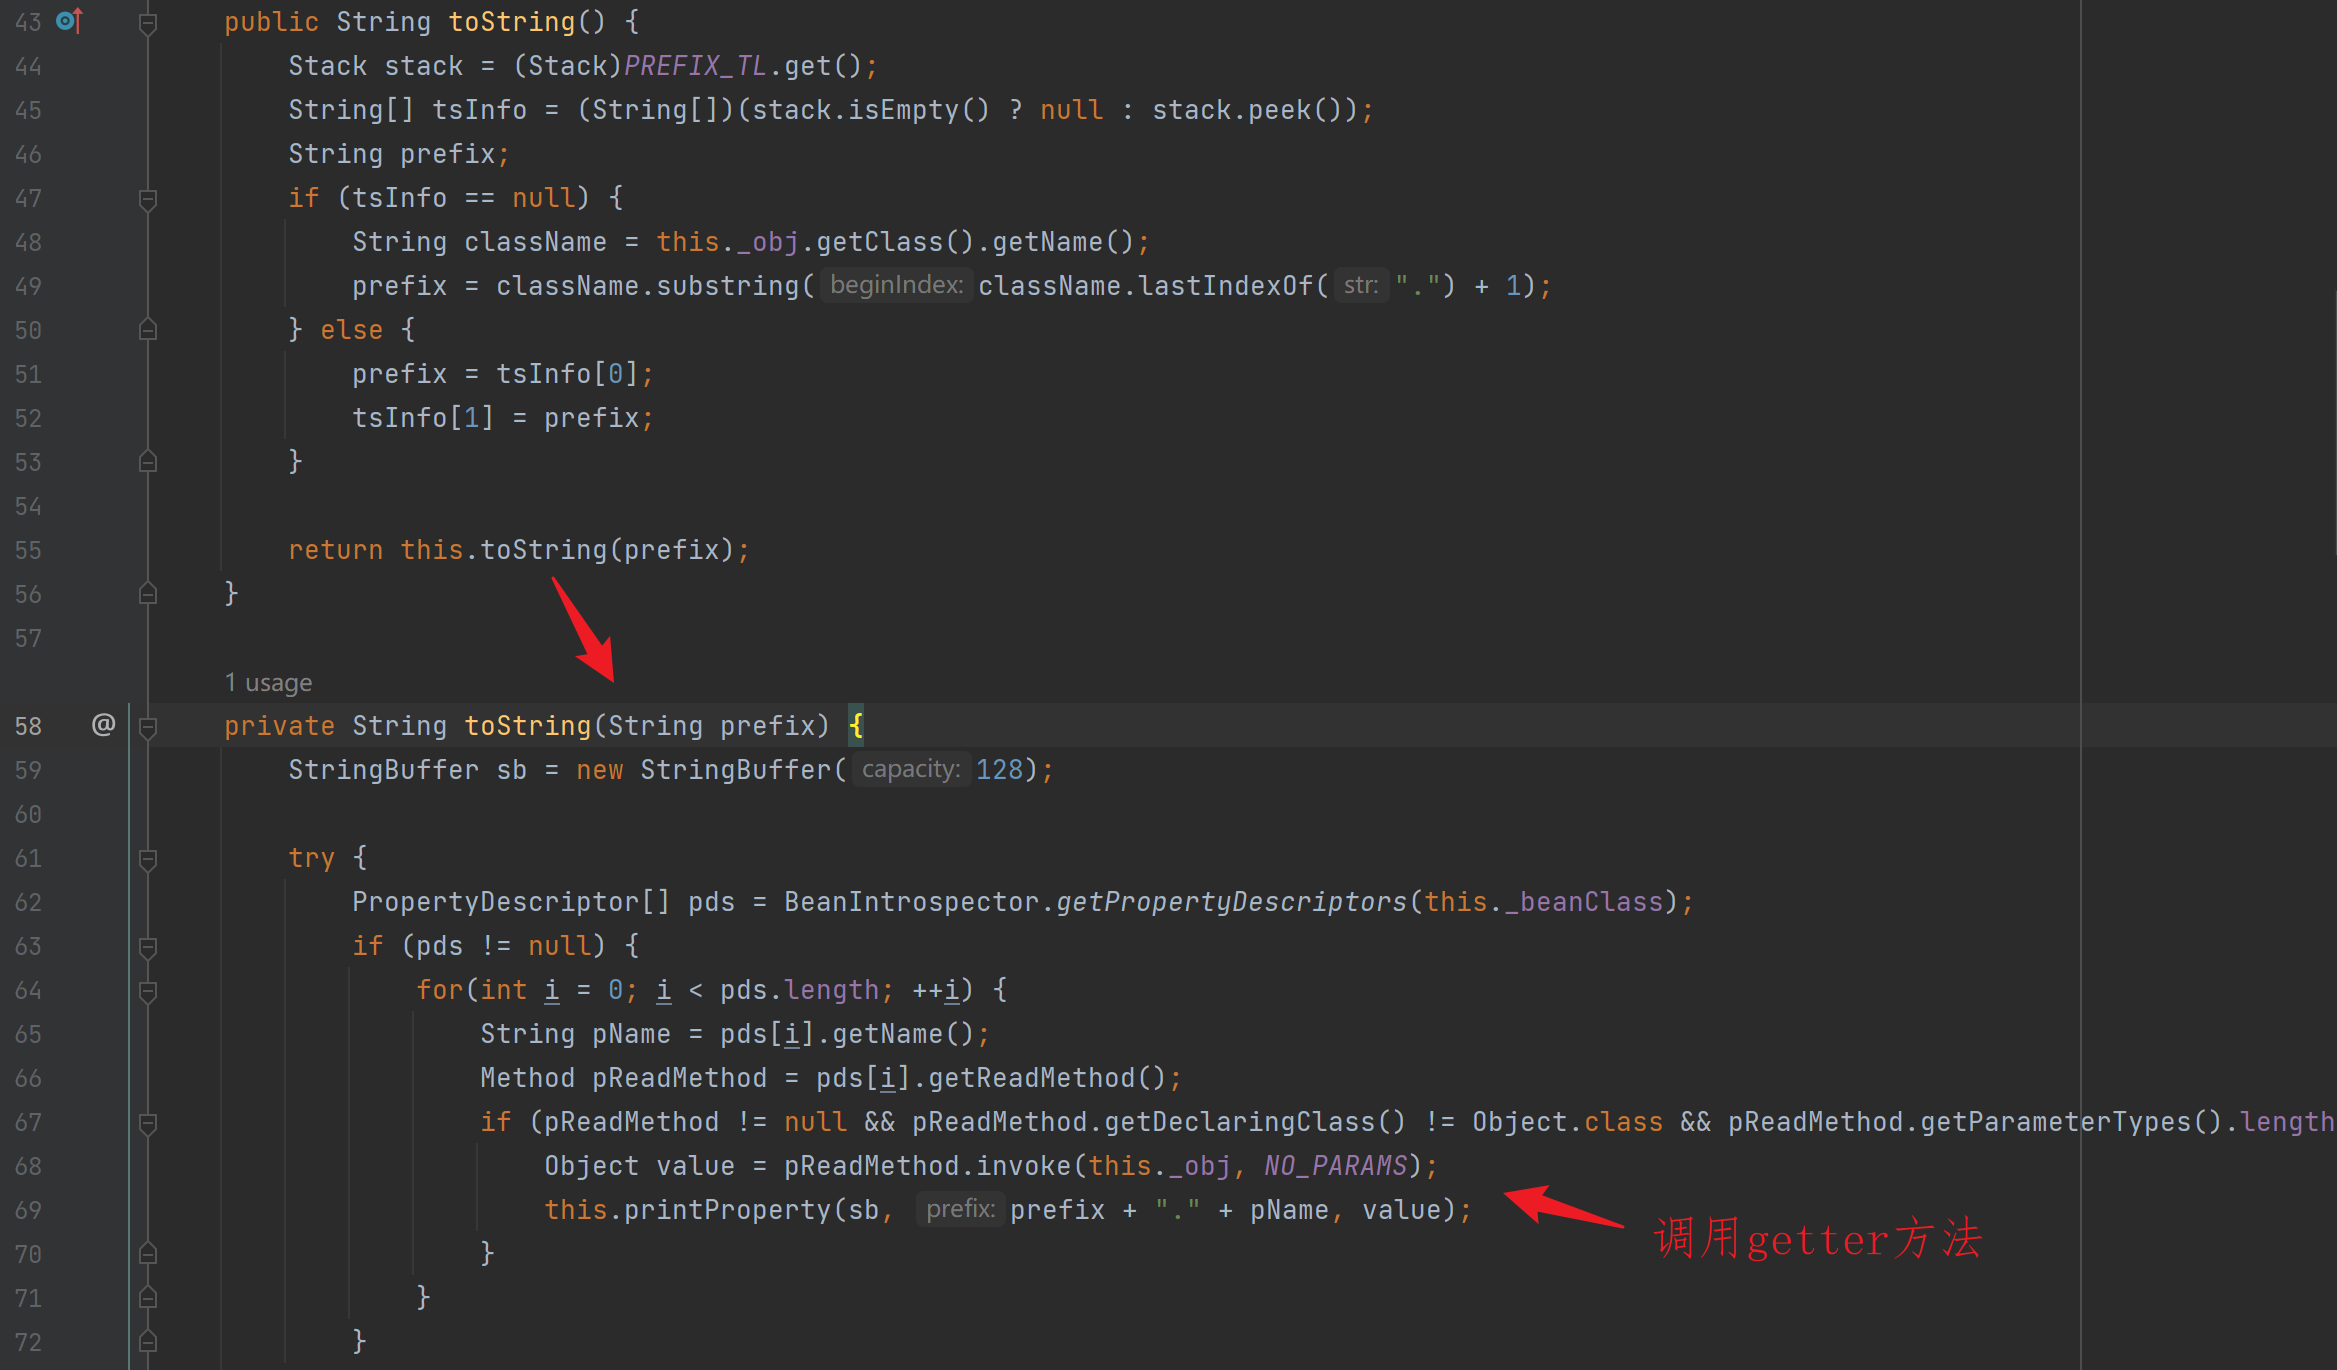 43 public String toString() {
44 Stack stack = (Stack)PREFIX_TL.get();
45 String[] tsInfo = (String[])(stack.isEmpty() ? null : stack.peek());
46 String prefix;
47 if (tsInfo == null) {
48 String className = this._obj.getClass().getName();
49 prefix = className.substring( beginIndex: className.lastIndexOf( str: ".") + 1);
50 } else {
51 prefix = tsInfo[0];
52 tsInfo[1] = prefix;
53 }
54
55 return this.toString(prefix);
56 }
57
1 usage
58 @ private String toString(String prefix) {
59 StringBuffer sb = new StringBuffer( capacity: 128);
60
61 try {
62 PropertyDescriptor[] pds = BeanIntrospector.getPropertyDescriptors(this._beanClass);
63 if (pds != null) {
64 for(int i = 0; i < pds.length; ++i) {
65 String pName = pds[i].getName();
66 Method pReadMethod = pds[i].getReadMethod();
67 if (pReadMethod != null && pReadMethod.getDeclaringClass() != Object.class && pReadMethod.getParameterTypes().length
68 Object value = pReadMethod.invoke(this._obj, NO_PARAMS);
69 this.printProperty(sb, prefix: prefix + "." + pName, value);
调用getter方法
70 }
71 }
72 }